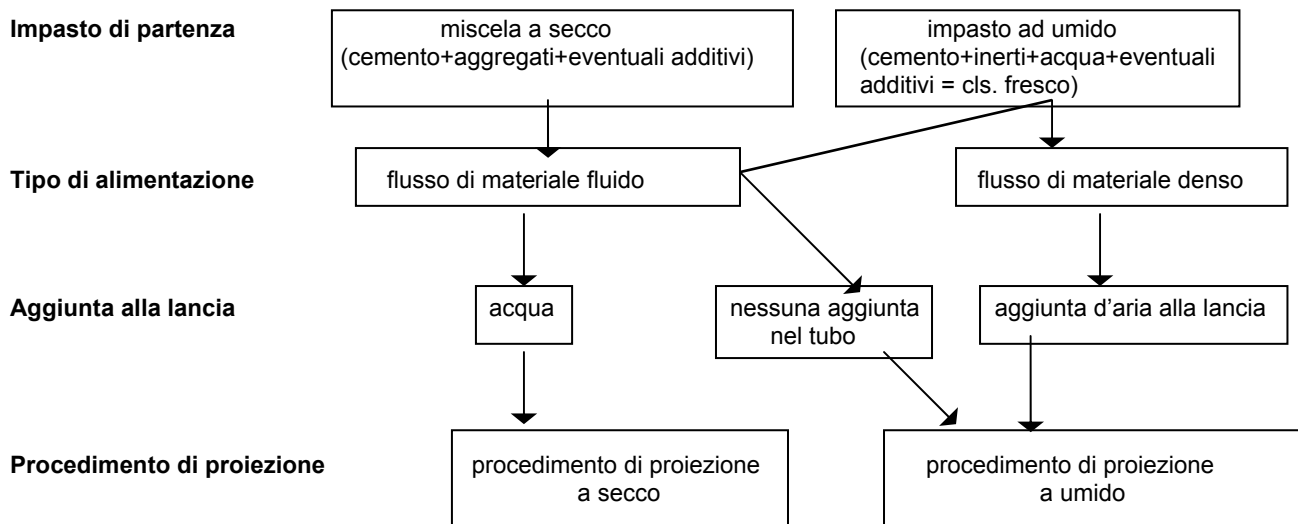 Impasto di partenza
miscela a secco
(cemento+aggregati+eventuali additivi)
impasto ad umido
(cemento+inerti+acqua+eventuali
additivi = cls. fresco)
Tipo di alimentazione
flusso di materiale fluido
flusso di materiale denso
Aggiunta alla lancia
acqua
nessuna aggiunta
nel tubo
aggiunta d'aria alla lancia
Procedimento di proiezione
procedimento di proiezione
a secco
procedimento di proiezione
a umido